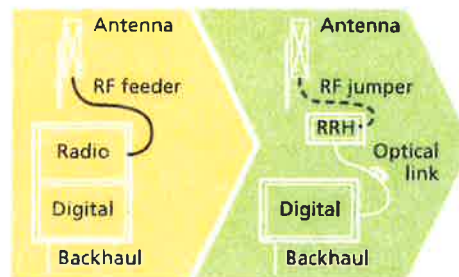 Antenna
RF feeder
Radio
Digital
Backhaul
Antenna
RF jumper
RRH
Optical
link
Digital
Backhaul